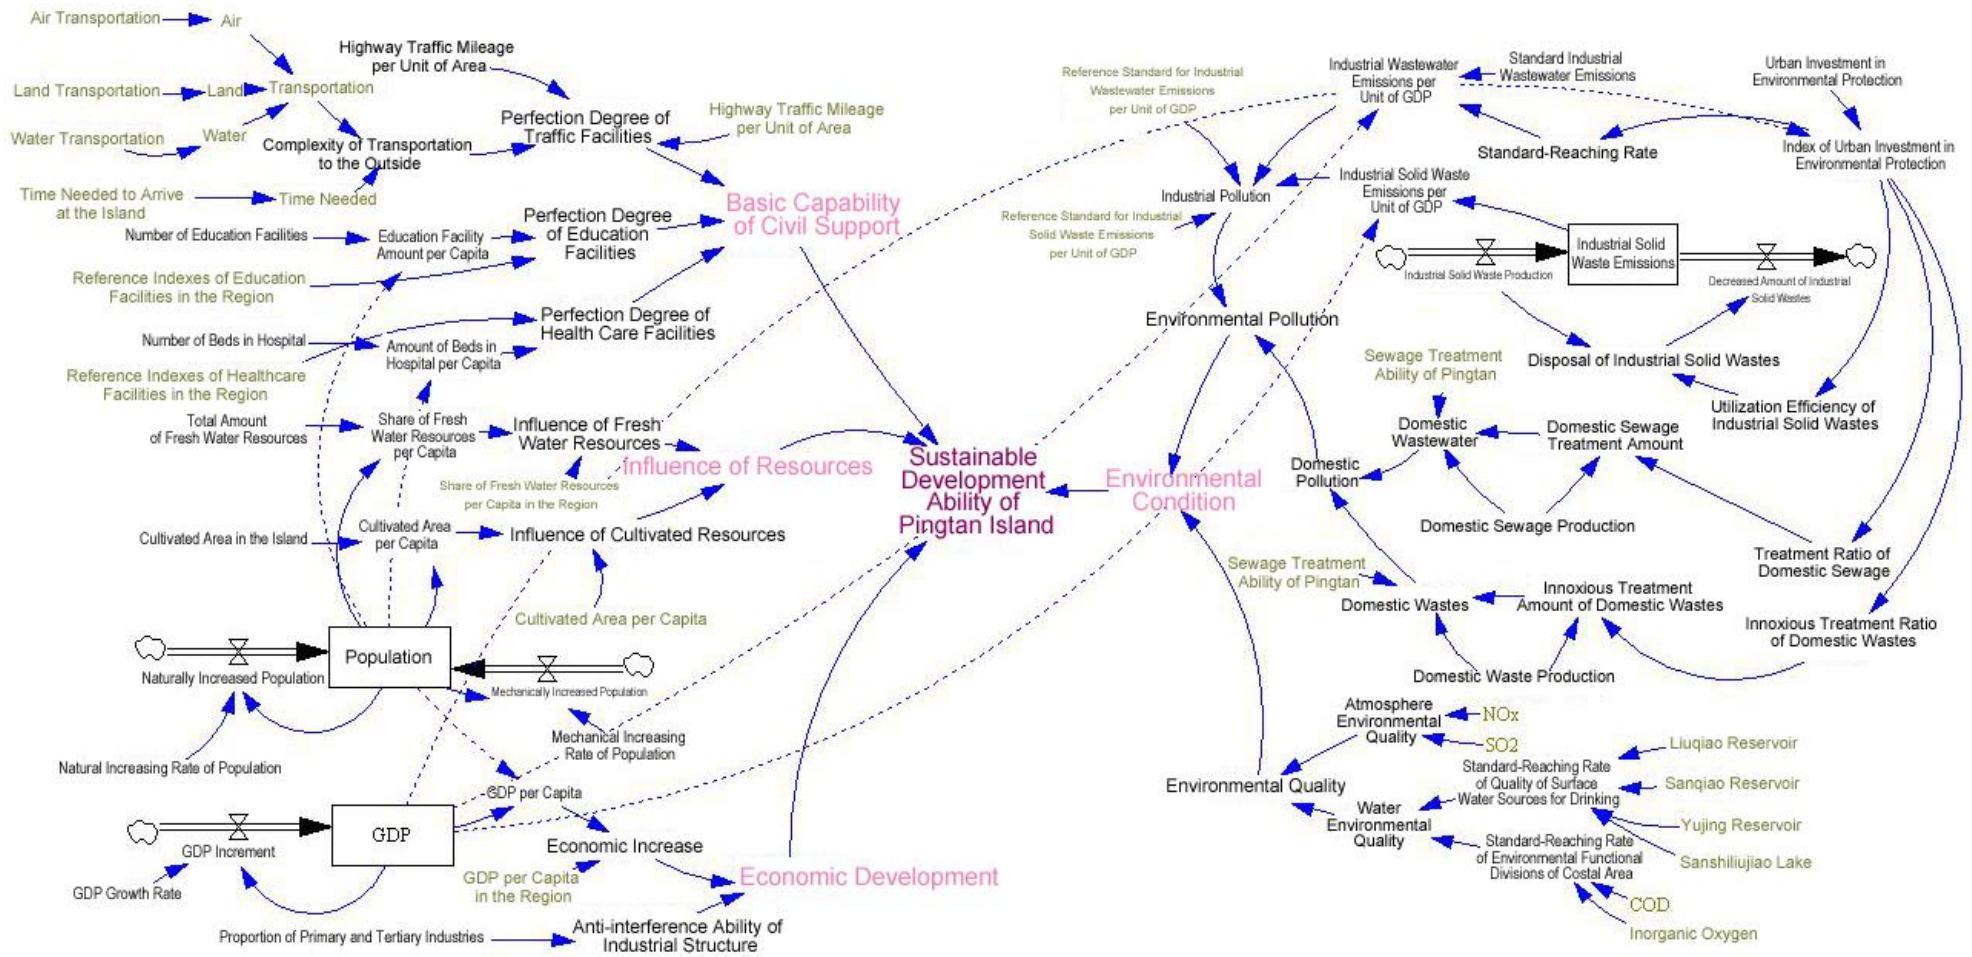 Air Transportation
Air
Highway Traffic Mileage
per Unit of Area
Land Transportation
Land
Transportation
Water Transportation
Water
Complexity of Transportation
to the Outside
Perfection Degree of
Traffic Facilities
Highway Traffic Mileage
per Unit of Area
Time Needed to Arrive
at the Island
Time Needed
Basic Capability
of Civil Support
Number of Education Facilities
Education Facility
Amount per Capita
Perfection Degree
of Education
Facilities
Reference Indexes of Education
Facilities in the Region
Perfection Degree of
Health Care Facilities
Number of Beds in Hospital
Amount of Beds in
Hospital per Capita
Reference Indexes of Healthcare
Facilities in the Region
Total Amount
of Fresh Water Resources
Share of Fresh
Water Resources
per Capita
Influence of Fresh
Water Resources
Influence of Resources
Share of Fresh Water Resources
per Capita in the Region
Cultivated Area in the Island
Cultivated Area
per Capita
Influence of Cultivated Resources
Cultivated Area per Capita
Sustainable
Development
Ability of
Pingtan Island
Population
Naturally Increased Population
Mechanically Increased Population
Natural Increasing Rate of Population
Mechanical Increasing
Rate of Population
GDP per Capita
GDP
GDP Increment
GDP Growth Rate
Economic Increase
GDP per Capita
in the Region
Economic Development
Proportion of Primary and Tertiary Industries
Anti-interference Ability of
Industrial Structure
Reference Standard for Industrial
Wastewater Emissions
per Unit of GDP
Industrial Wastewater
Emissions per
Unit of GDP
Standard Industrial
Wastewater Emissions
Urban Investment in
Environmental Protection
Standard-Reaching Rate
Index of Urban Investment in
Environmental Protection
Industrial Pollution
Industrial Solid Waste
Emissions per
Unit of GDP
Reference Standard for Industrial
Solid Waste Emissions
per Unit of GDP
Industrial Solid Waste Production
Industrial Solid
Waste Emissions
Decreased Amount of Industrial
Solid Wastes
Environmental Pollution
Disposal of Industrial Solid Wastes
Sewage Treatment
Ability of Pingtan
Utilization Efficiency of
Industrial Solid Wastes
Domestic
Wastewater
Domestic Sewage
Treatment Amount
Domestic
Pollution
Environmental
Condition
Domestic Sewage Production
Treatment Ratio of
Domestic Sewage
Sewage Treatment
Ability of Pingtan
Domestic Wastes
Innoxious Treatment
Amount of Domestic Wastes
Innoxious Treatment Ratio
of Domestic Wastes
Domestic Waste Production
Atmosphere
Environmental
Quality
NOx
SO2
Environmental Quality
Standard-Reaching Rate
of Quality of Surface
Water Sources for Drinking
Liuqiao Reservoir
Sanqiao Reservoir
Yujing Reservoir
Sanshiliujiao Lake
Water
Environmental
Quality
Standard-Reaching Rate
of Environmental Functional
Divisions of Costal Area
COD
Inorganic Oxygen